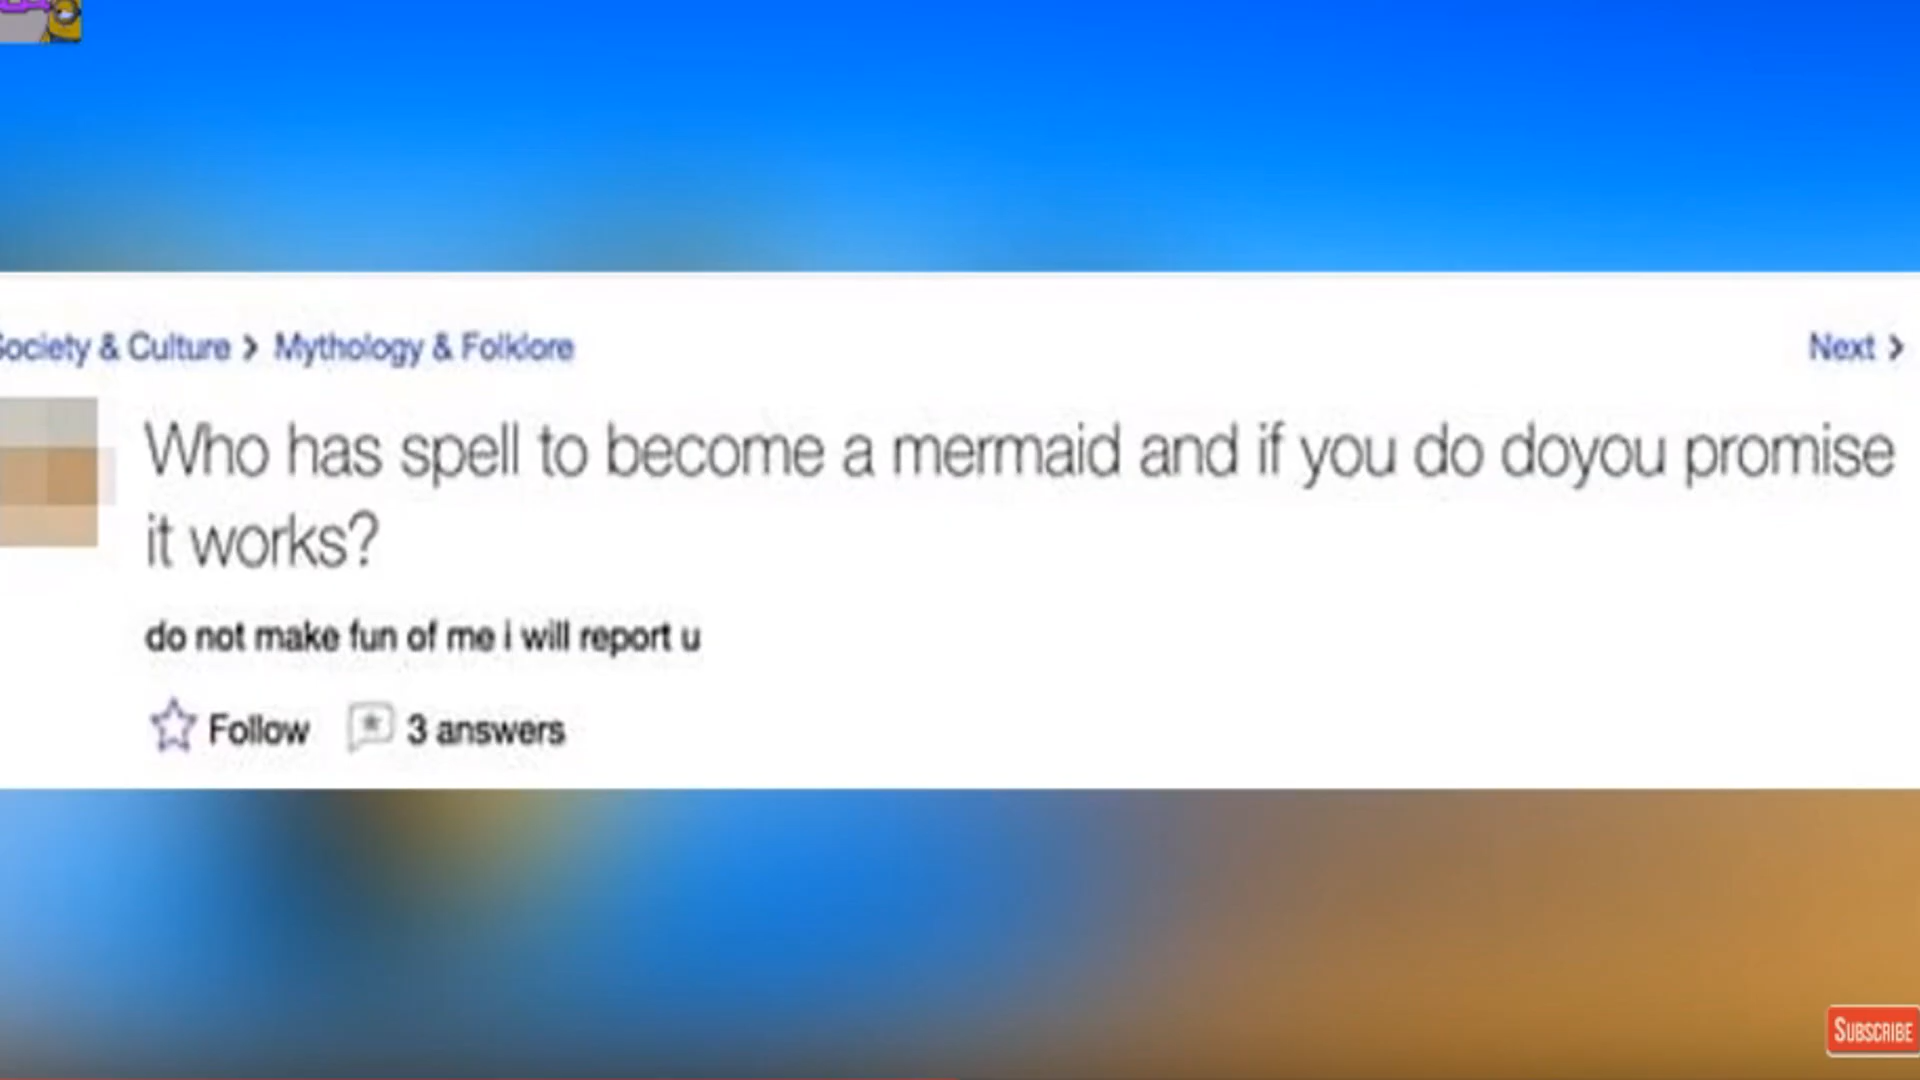 Society & Culture > Mythology & Folklore Next >
Who has spell to become a mermaid and if you do doyou promise
it works?
do not make fun of me i will report u
Follow 3 answers
SUBSCRIBE